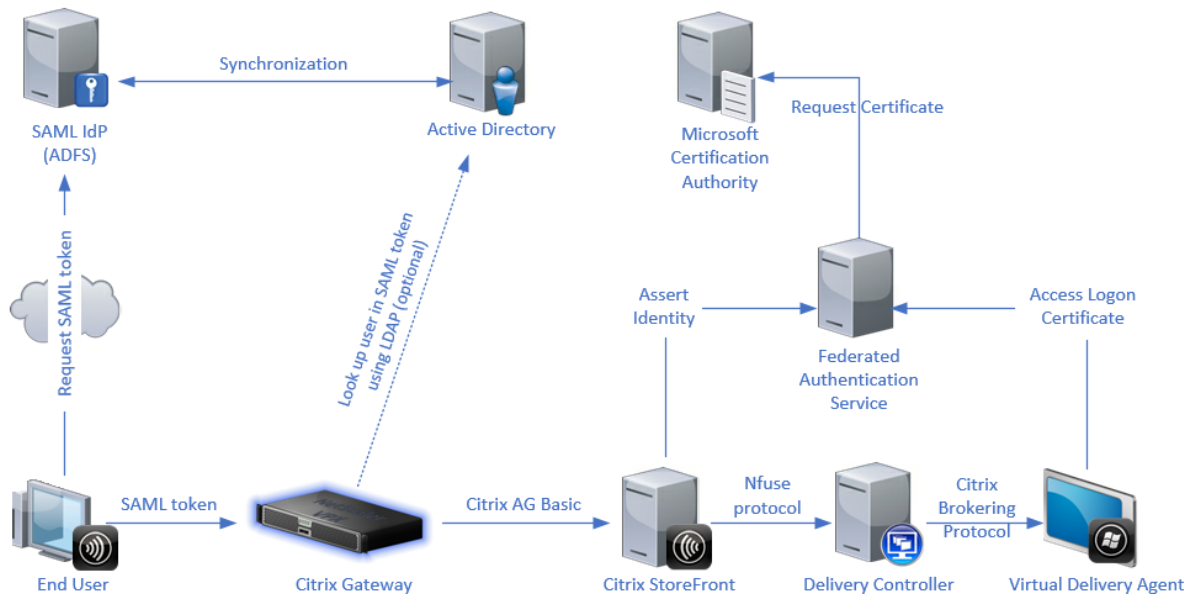 Synchronization
SAML IdP
(ADFS)
Active Directory
Request Certificate
Microsoft
Certification
Authority
Request SAML token
Look up user in SAML token
using LDAP (optional)
Assert
Identity
Access Logon
Certificate
Federated
Authentication
Service
SAML token
Citrix AG Basic
Nfuse
protocol
Citrix
Brokering
Protocol
End User
Citrix Gateway
Citrix StoreFront
Delivery Controller
Virtual Delivery Agent